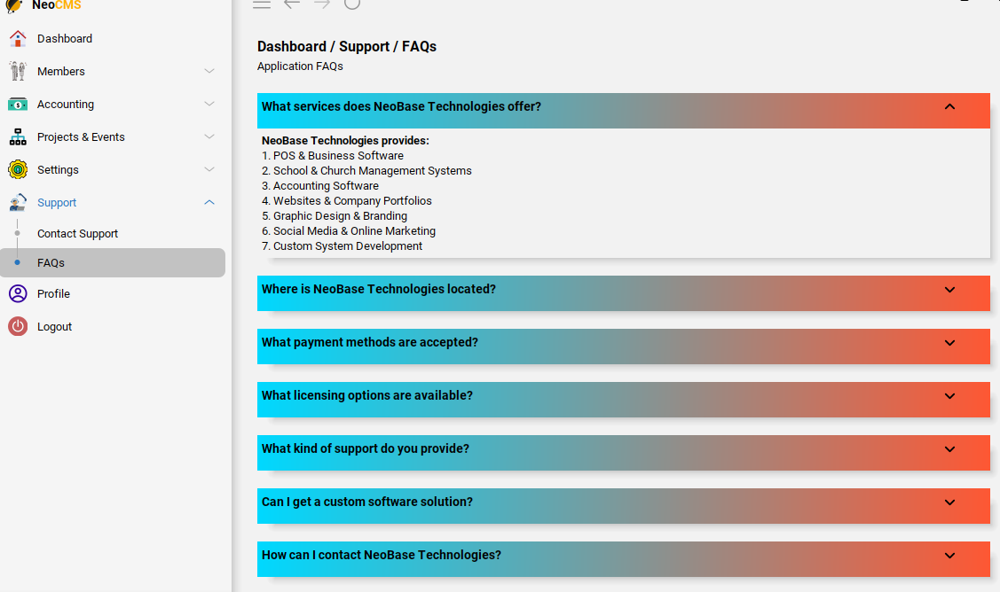 NeoCMS
Dashboard
Members
Accounting
Projects & Events
Settings
Support
Contact Support
FAQs
Profile
Logout
Dashboard / Support / FAQs
Application FAQs
What services does NeoBase Technologies offer?
NeoBase Technologies provides:
1. POS & Business Software
2. School & Church Management Systems
3. Accounting Software
4. Websites & Company Portfolios
5. Graphic Design & Branding
6. Social Media & Online Marketing
7. Custom System Development
Where is NeoBase Technologies located?
What payment methods are accepted?
What licensing options are available?
What kind of support do you provide?
Can I get a custom software solution?
How can I contact NeoBase Technologies?